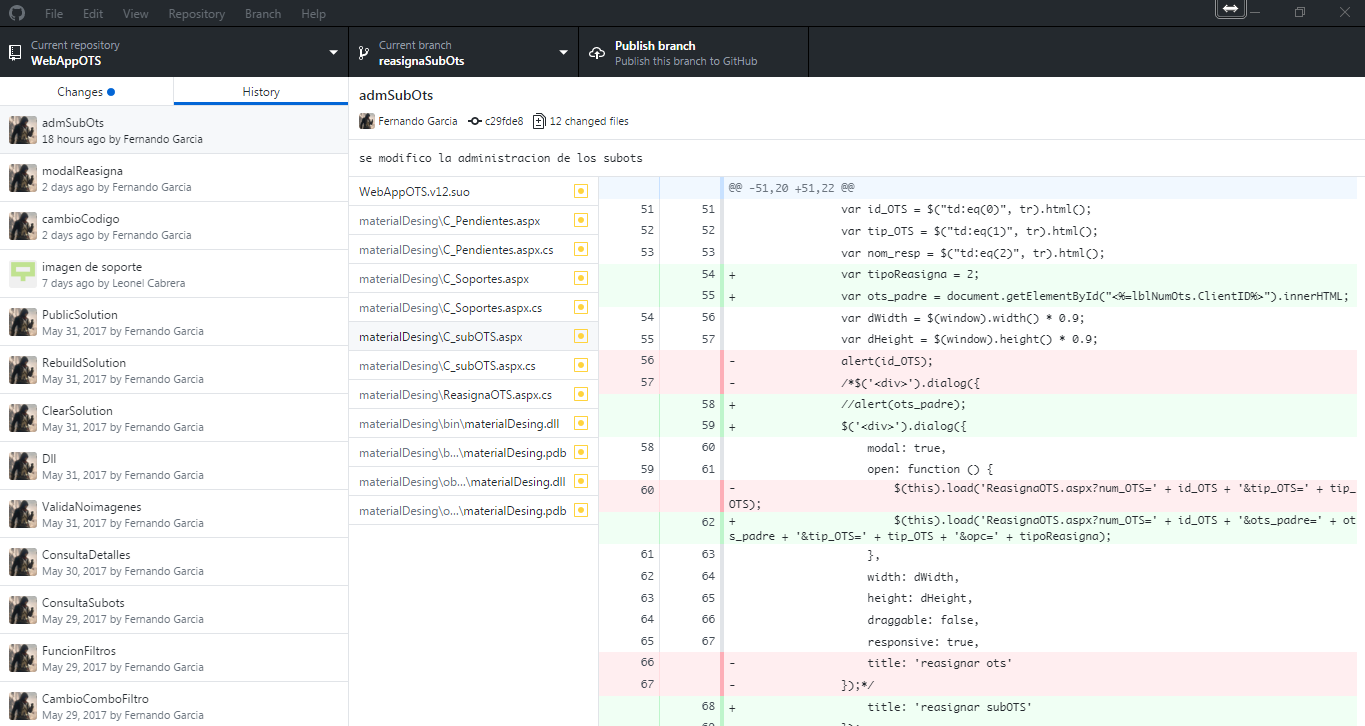 File Edit View Repository Branch Help
Current repository
WebAppOTS
Current branch
reasignaSubOts
Publish branch
Publish this branch to GitHub
Changes
History
admSubOts
18 hours ago by Fernando Garcia
modalReasigna
2 days ago by Fernando Garcia
cambioCodigo
2 days ago by Fernando Garcia
imagen de soporte
7 days ago by Leonel Cabrera
PublicSolution
May 31, 2017 by Fernando Garcia
RebuildSolution
May 31, 2017 by Fernando Garcia
ClearSolution
May 31, 2017 by Fernando Garcia
Dll
May 31, 2017 by Fernando Garcia
ValidaNoimagenes
May 31, 2017 by Fernando Garcia
ConsultaDetalles
May 30, 2017 by Fernando Garcia
ConsultaSubots
May 29, 2017 by Fernando Garcia
FuncionFiltros
May 29, 2017 by Fernando Garcia
CambioComboFiltro
May 29, 2017 by Fernando Garcia
admSubOts
Fernando Garcia c29fde8 12 changed files
se modifico la administracion de los subots
WebAppOTS.v12.suo
materialDesing\C_Pendientes.aspx
materialDesing\C_Pendientes.aspx.cs
materialDesing\C_Soportes.aspx
materialDesing\C_Soportes.aspx.cs
materialDesing\C_subOTS.aspx
materialDesing\C_subOTS.aspx.cs
materialDesing\ReasignaOTS.aspx.cs
materialDesing\bin\materialDesing.dll
materialDesing\b...\materialDesing.pdb
materialDesing\ob...\materialDesing.dll
materialDesing\o...\materialDesing.pdb
@@ -51,20 +51,22 @@
51 51 var id_OTS = $("td:eq(0)", tr).html();
52 52 var tip_OTS = $("td:eq(1)", tr).html();
53 53 var nom_resp = $("td:eq(2)", tr).html();
54 + var tipoReasigna = 2;
55 + var ots_padre = document.getElementById("<%=lblNumOts.ClientID%>").innerHTML;
54 56 var dWidth = $(window).width() * 0.9;
55 57 var dHeight = $(window).height() * 0.9;
56 - alert(id_OTS);
57 - /*$('<div>').dialog({
58 + //alert(ots_padre);
59 + $('<div>').dialog({
58 60 modal: true,
59 61 open: function () {
60 - $(this).load('ReasignaOTS.aspx?num_OTS=' + id_OTS + '&tip_OTS=' + tip_
OTS);
62 + $(this).load('ReasignaOTS.aspx?num_OTS=' + id_OTS + '&ots_padre=' + ot
s_padre + '&tip_OTS=' + tip_OTS + '&opc=' + tipoReasigna);
61 63 },
62 64 width: dWidth,
63 65 height: dHeight,
64 66 draggable: false,
65 67 responsive: true,
66 - title: 'reasignar ots'
67 - });*/
68 + title: 'reasignar subOTS'